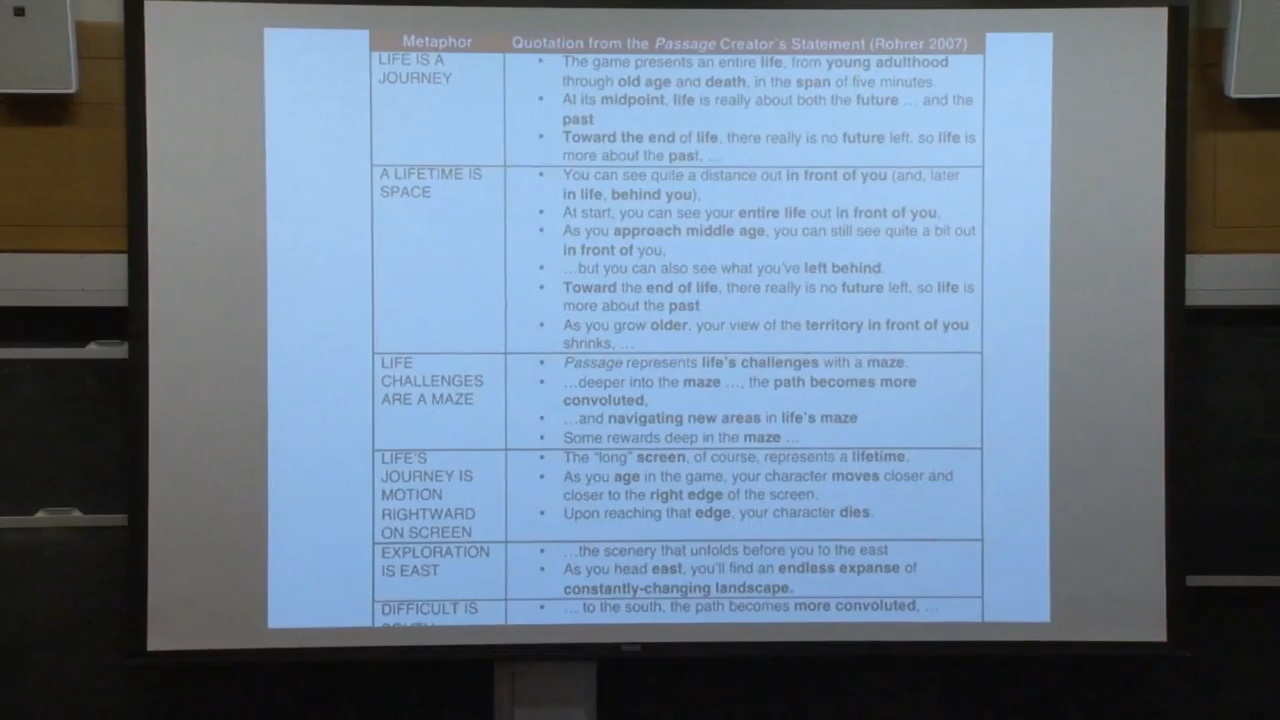 Metaphor
Quotation from the Passage Creator's Statement (Rohrer 2007)
LIFE IS A
JOURNEY
• The game presents an entire life, from young adulthood
through old age and death, in the span of five minutes.
• At its midpoint, life is really about both the future ... and the
past
• Toward the end of life, there really is no future left, so life is
more about the past, ...
A LIFETIME IS
SPACE
• You can see quite a distance out in front of you (and, later
in life, behind you),
• At start, you can see your entire life out in front of you,
• As you approach middle age, you can still see quite a bit out
in front of you,
• ...but you can also see what you've left behind.
• Toward the end of life, there really is no future left, so life is
more about the past
• As you grow older, your view of the territory in front of you
shrinks, ...
LIFE
CHALLENGES
ARE A MAZE
• Passage represents life's challenges with a maze.
• ...deeper into the maze ..., the path becomes more
convoluted,
• ...and navigating new areas in life's maze
• Some rewards deep in the maze ...
LIFE'S
JOURNEY IS
MOTION
RIGHTWARD
ON SCREEN
• The "long" screen, of course, represents a lifetime.
• As you age in the game, your character moves closer and
closer to the right edge of the screen.
• Upon reaching that edge, your character dies.
EXPLORATION
IS EAST
• ...the scenery that unfolds before you to the east
• As you head east, you'll find an endless expanse of
constantly-changing landscape.
DIFFICULT IS
• ... to the south, the path becomes more convoluted, ...